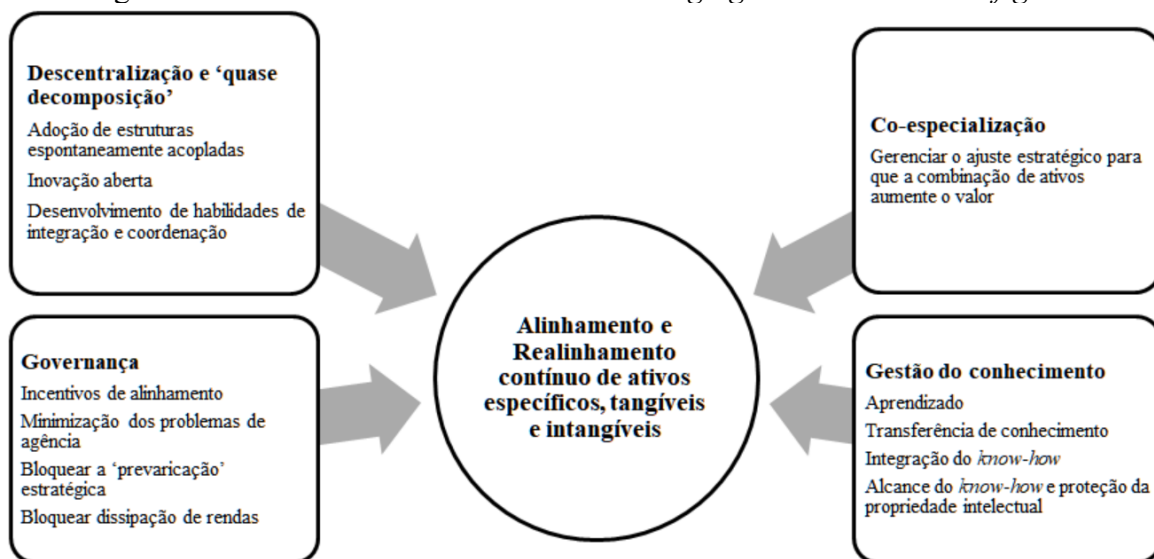 Descentralização e ‘quase
decomposição’
Adoção de estruturas
espontaneamente acopladas
Inovação aberta
Desenvolvimento de habilidades de
integração e coordenação
Co-especialização
Gerenciar o ajuste estratégico para
que a combinação de ativos
aumente o valor
Alinhamento e
Realinhamento
contínuo de ativos
específicos, tangíveis
e intangíveis
Governança
Incentivos de alinhamento
Minimização dos problemas de
agência
Bloquear a ‘prevaricação’
estratégica
Bloquear dissipação de rendas
Gestão do conhecimento
Aprendizado
Transferência de conhecimento
Integração do know-how
Alcance do know-how e proteção da
propriedade intelectual